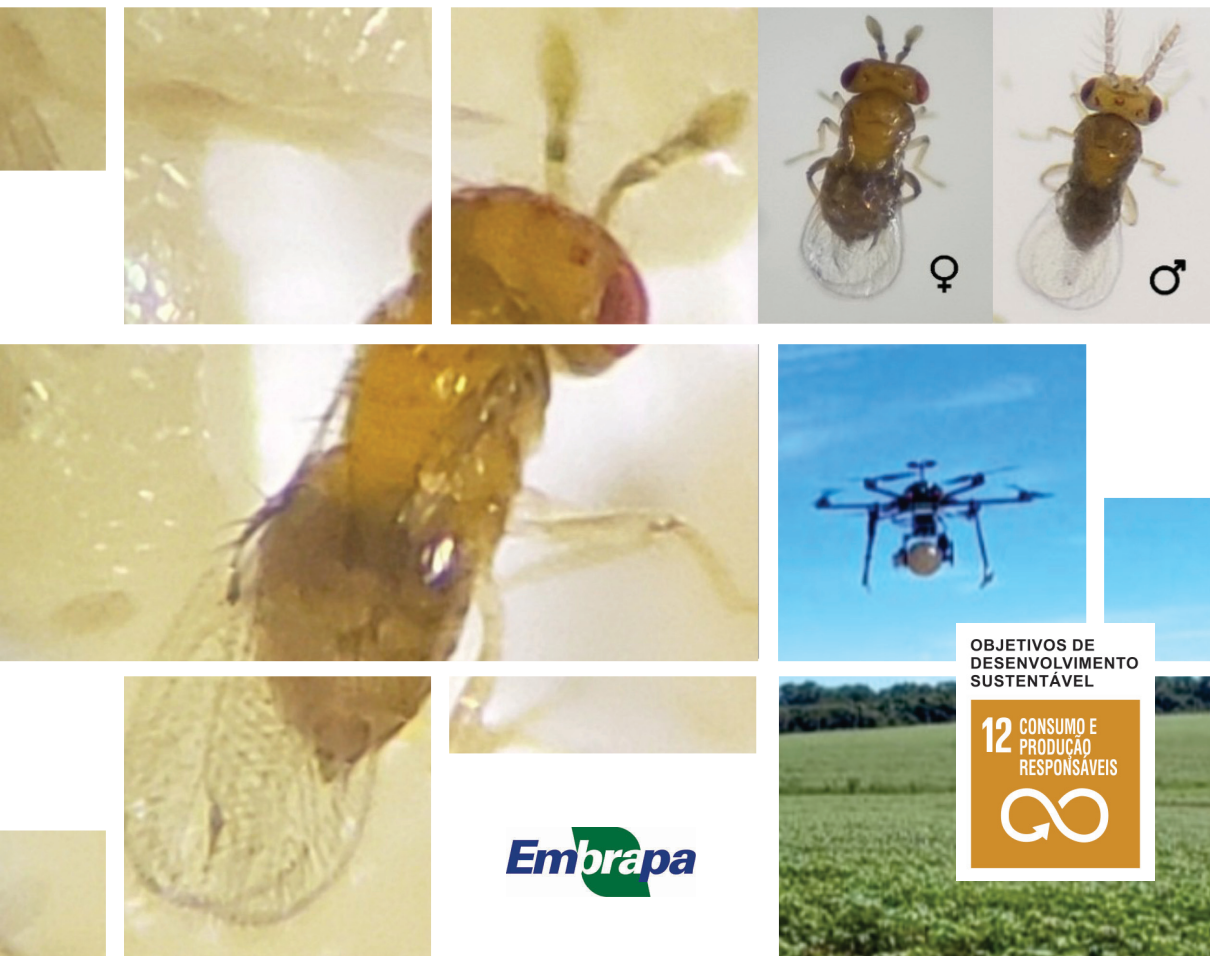 ♀
♂
OBJETIVOS DE
DESENVOLVIMENTO
SUSTENTÁVEL
12 CONSUMO E
PRODUÇÃO
RESPONSÁVEIS
Embrapa